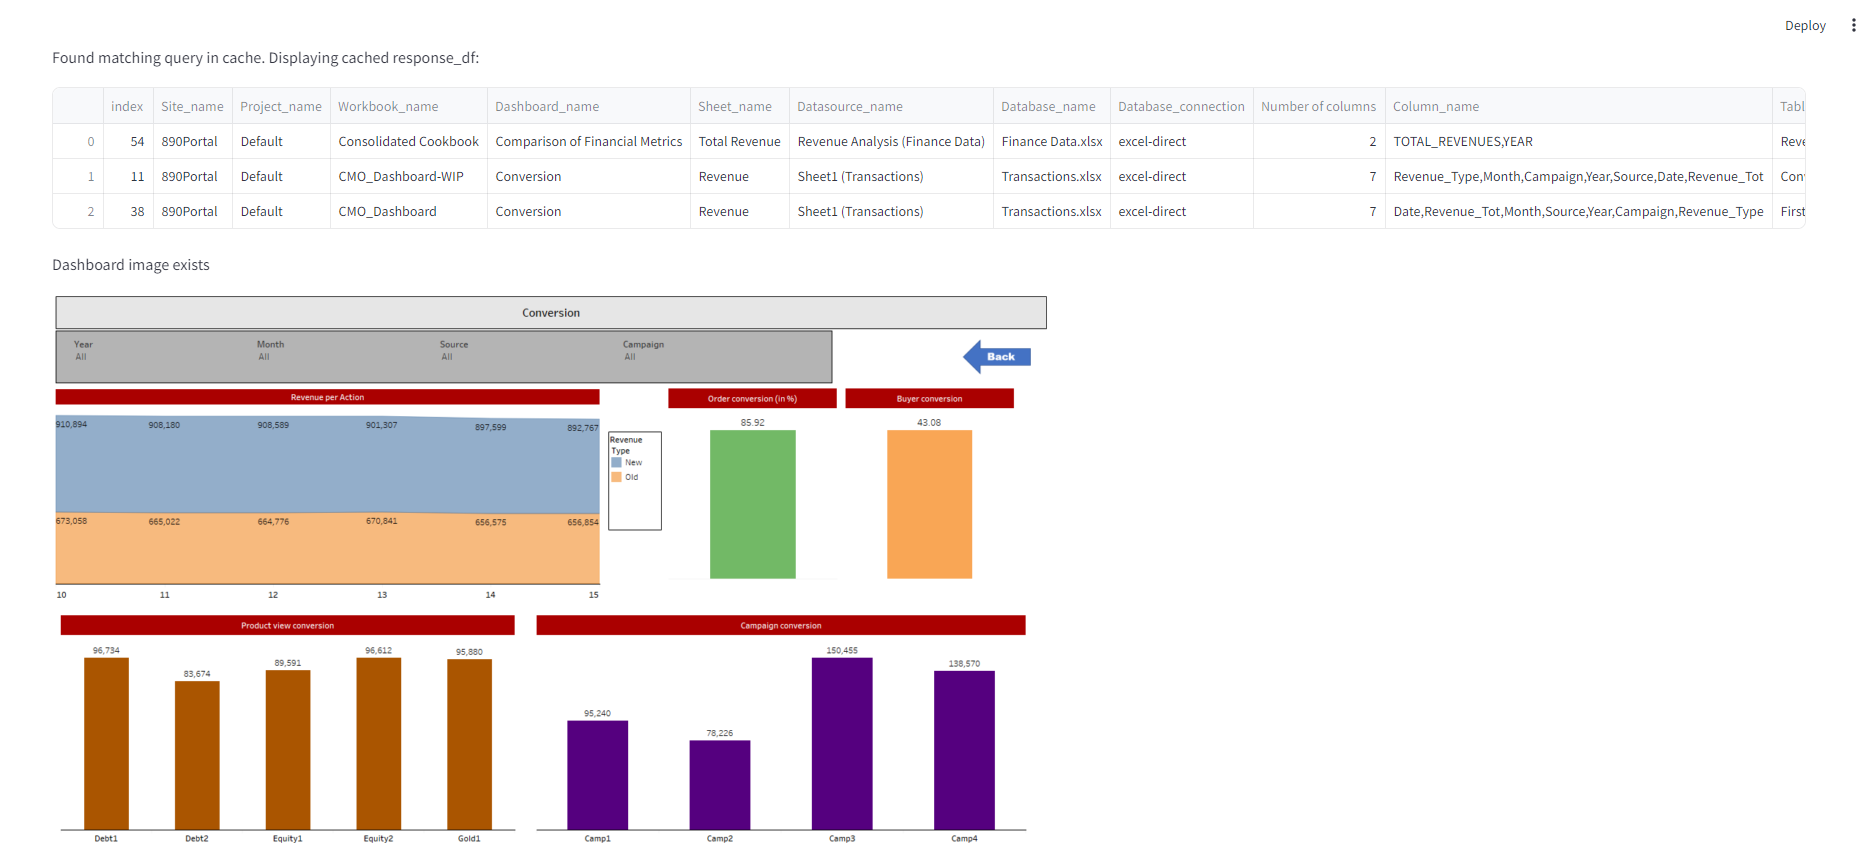 Deploy
Found matching query in cache. Displaying cached response_df:
index Site_name Project_name Workbook_name Dashboard_name Sheet_name Datasource_name Database_name Database_connection Number of columns Column_name Tabl
0 54 890Portal Default Consolidated Cookbook Comparison of Financial Metrics Total Revenue Revenue Analysis (Finance Data) Finance Data.xlsx excel-direct 2 TOTAL_REVENUES,YEAR Reve
1 11 890Portal Default CMO_Dashboard-WIP Conversion Revenue Sheet1 (Transactions) Transactions.xlsx excel-direct 7 Revenue_Type,Month,Campaign,Year,Source,Date,Revenue_Tot Con
2 38 890Portal Default CMO_Dashboard Conversion Revenue Sheet1 (Transactions) Transactions.xlsx excel-direct 7 Date,Revenue_Tot,Month,Source,Year,Campaign,Revenue_Type First
Dashboard image exists
Conversion
Year Month Source Campaign
All All All All
Back
Revenue per Action
910,894 908,180 908,589 901,307 897,599 892,767
673,058 665,022 664,776 670,841 656,575 656,854
10 11 12 13 14 15
Revenue
Type
New
Old
Order conversion (in %)
85.92
Buyer conversion
43.08
Product view conversion
96,734 83,674 89,591 96,612 95,880
Debt1 Debt2 Equity1 Equity2 Gold1
Campaign conversion
95,240 78,226 150,455 138,570
Camp1 Camp2 Camp3 Camp4